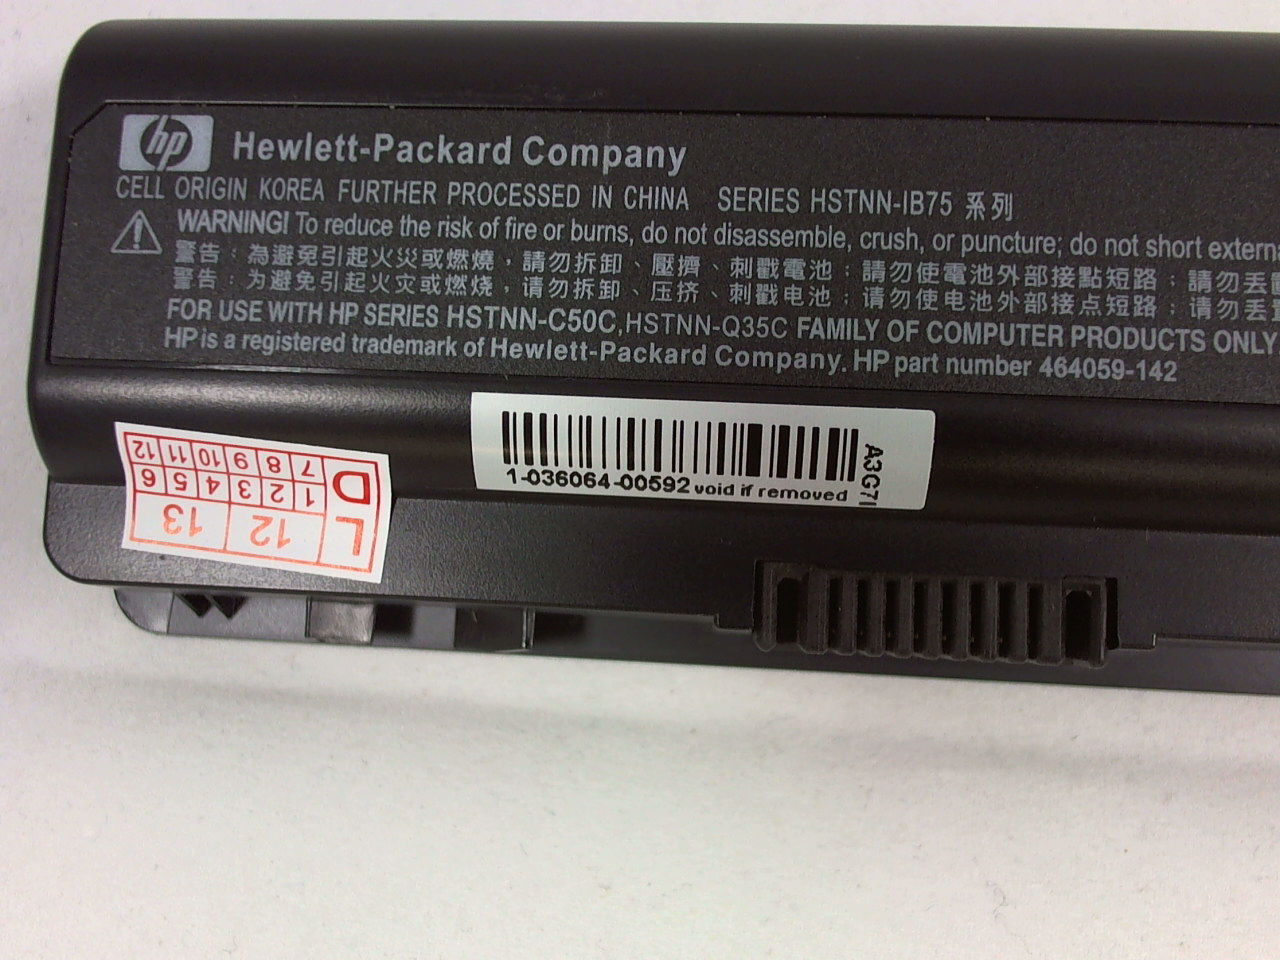 hp Hewlett-Packard Company
CELL ORIGIN KOREA FURTHER PROCESSED IN CHINA SERIES HSTNN-IB75 系列
WARNING! To reduce the risk of fire or burns, do not disassemble, crush, or puncture; do not short extern
警告：為避免引起火災或燃燒，請勿拆卸、壓擠、刺戳電池；請勿使電池外部接點短路；請勿丟
警告：为避免引起火灾或燃烧，请勿拆卸、压挤、刺戳电池；请勿使电池外部接点短路；请勿丢
FOR USE WITH HP SERIES HSTNN-C50C,HSTNN-Q35C FAMILY OF COMPUTER PRODUCTS ONLY
HP is a registered trademark of Hewlett-Packard Company. HP part number 464059-142
1-036064-00592 void if removed
A3G7I
L 12 13
D 1 2 3 4 5 6
7 8 9 10 11 12